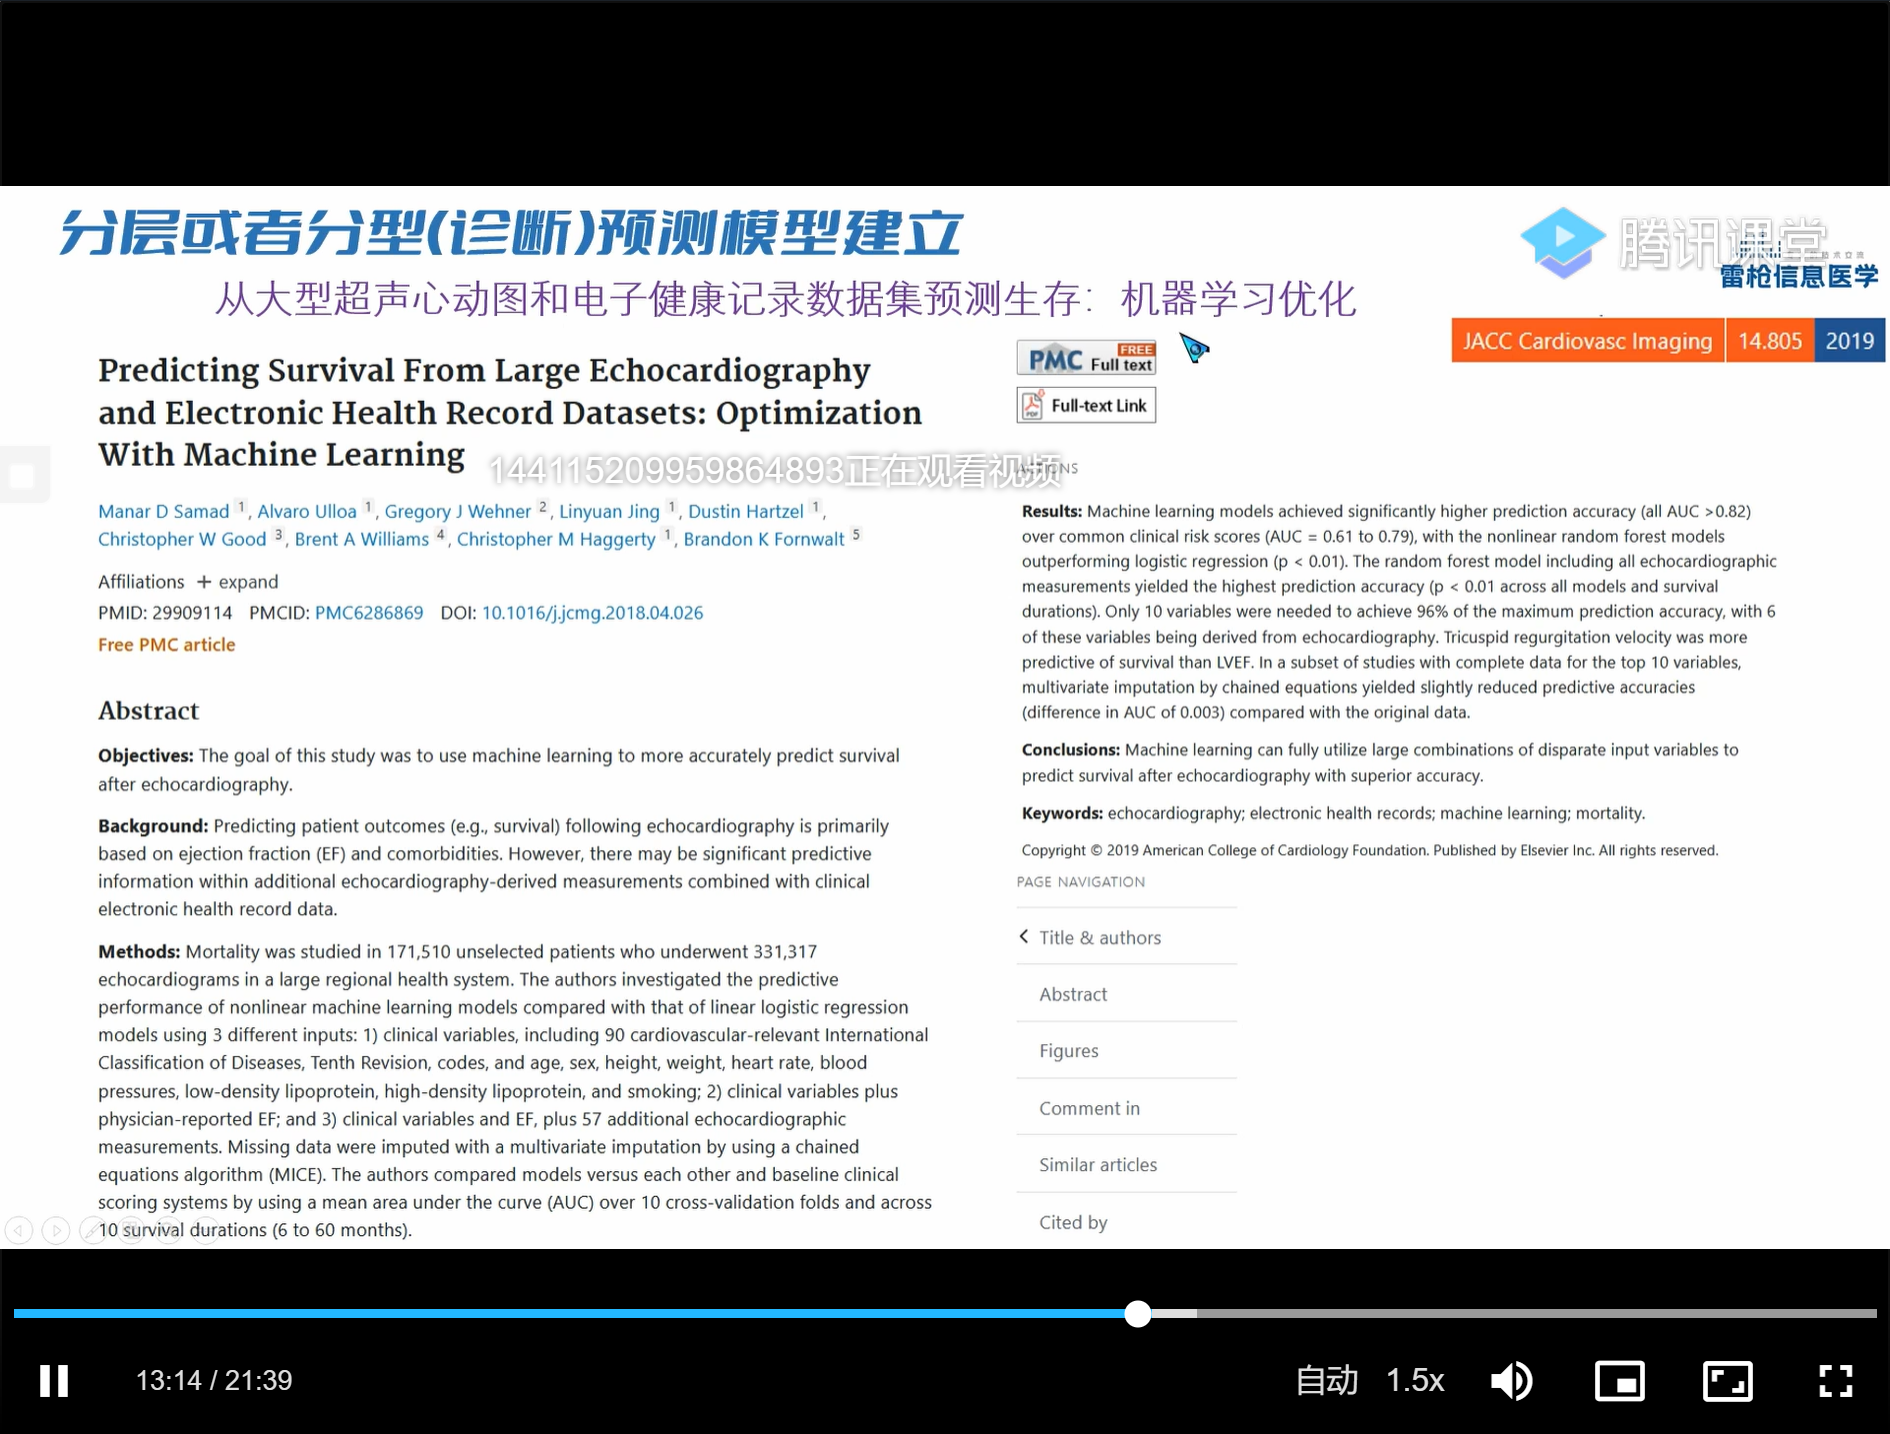 分层或者分型(诊断)预测模型建立
腾讯课堂
雷枪信息医学
从大型超声心动图和电子健康记录数据集预测生存：机器学习优化
JACC Cardiovasc Imaging 14.805 2019
Predicting Survival From Large Echocardiography
and Electronic Health Record Datasets: Optimization
With Machine Learning
144115209959864893正在观看视频
Manar D Samad 1, Alvaro Ulloa 1, Gregory J Wehner 2, Linyuan Jing 1, Dustin Hartzel 1,
Christopher W Good 3, Brent A Williams 4, Christopher M Haggerty 1, Brandon K Fornwalt 5
Affiliations + expand
PMID: 29909114 PMCID: PMC6286869 DOI: 10.1016/j.jcmg.2018.04.026
Free PMC article
Abstract
Objectives: The goal of this study was to use machine learning to more accurately predict survival
after echocardiography.
Background: Predicting patient outcomes (e.g., survival) following echocardiography is primarily
based on ejection fraction (EF) and comorbidities. However, there may be significant predictive
information within additional echocardiography-derived measurements combined with clinical
electronic health record data.
Methods: Mortality was studied in 171,510 unselected patients who underwent 331,317
echocardiograms in a large regional health system. The authors investigated the predictive
performance of nonlinear machine learning models compared with that of linear logistic regression
models using 3 different inputs: 1) clinical variables, including 90 cardiovascular-relevant International
Classification of Diseases, Tenth Revision, codes, and age, sex, height, weight, heart rate, blood
pressures, low-density lipoprotein, high-density lipoprotein, and smoking; 2) clinical variables plus
physician-reported EF; and 3) clinical variables and EF, plus 57 additional echocardiographic
measurements. Missing data were imputed with a multivariate imputation by using a chained
equations algorithm (MICE). The authors compared models versus each other and baseline clinical
scoring systems by using a mean area under the curve (AUC) over 10 cross-validation folds and across
10 survival durations (6 to 60 months).
PMC FREE Full text
PDF Full-text Link
ACTIONS
Results: Machine learning models achieved significantly higher prediction accuracy (all AUC >0.82)
over common clinical risk scores (AUC = 0.61 to 0.79), with the nonlinear random forest models
outperforming logistic regression (p < 0.01). The random forest model including all echocardiographic
measurements yielded the highest prediction accuracy (p < 0.01 across all models and survival
durations). Only 10 variables were needed to achieve 96% of the maximum prediction accuracy, with 6
of these variables being derived from echocardiography. Tricuspid regurgitation velocity was more
predictive of survival than LVEF. In a subset of studies with complete data for the top 10 variables,
multivariate imputation by chained equations yielded slightly reduced predictive accuracies
(difference in AUC of 0.003) compared with the original data.
Conclusions: Machine learning can fully utilize large combinations of disparate input variables to
predict survival after echocardiography with superior accuracy.
Keywords: echocardiography; electronic health records; machine learning; mortality.
Copyright © 2019 American College of Cardiology Foundation. Published by Elsevier Inc. All rights reserved.
PAGE NAVIGATION
Title & authors
Abstract
Figures
Comment in
Similar articles
Cited by
13:14 / 21:39
自动 1.5x